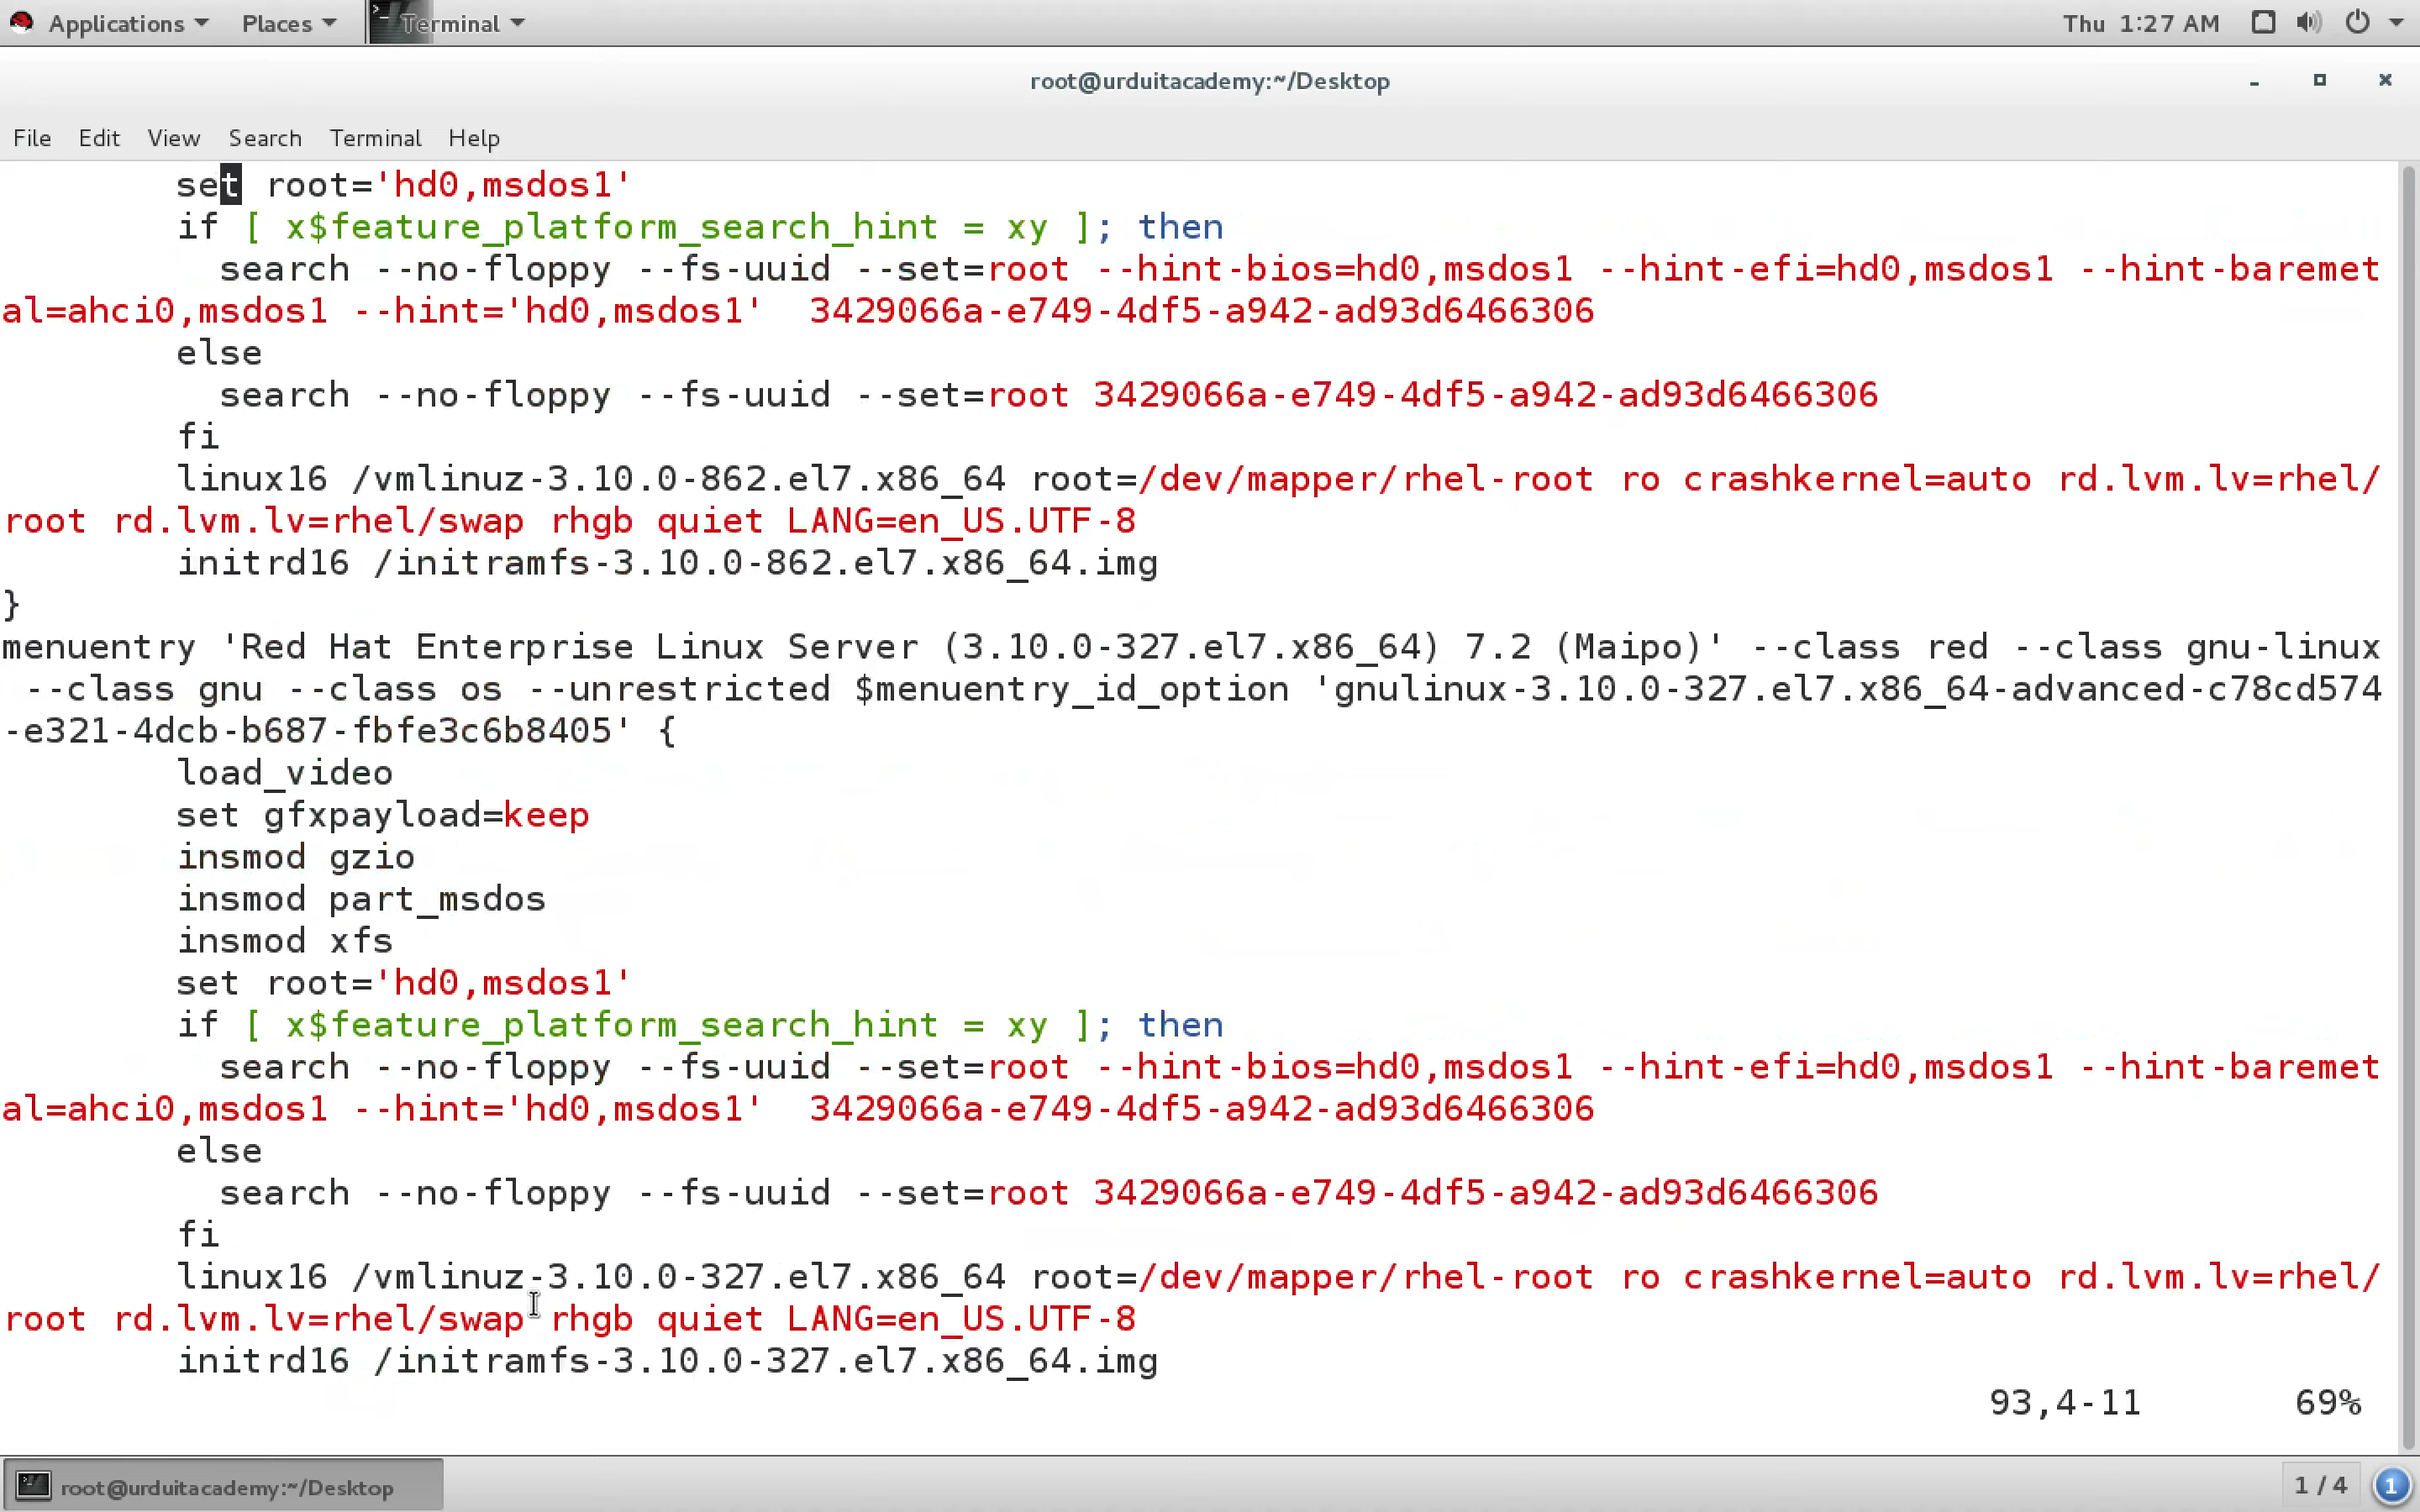 Applications Places Terminal Thu 1:27 AM
root@urduitacademy:~/Desktop
File Edit View Search Terminal Help
set root='hd0,msdos1'
if [ x$feature_platform_search_hint = xy ]; then
search --no-floppy --fs-uuid --set=root --hint-bios=hd0,msdos1 --hint-efi=hd0,msdos1 --hint-baremet
al=ahci0,msdos1 --hint='hd0,msdos1'  3429066a-e749-4df5-a942-ad93d6466306
else
search --no-floppy --fs-uuid --set=root 3429066a-e749-4df5-a942-ad93d6466306
fi
linux16 /vmlinuz-3.10.0-862.el7.x86_64 root=/dev/mapper/rhel-root ro crashkernel=auto rd.lvm.lv=rhel/
root rd.lvm.lv=rhel/swap rhgb quiet LANG=en_US.UTF-8
initrd16 /initramfs-3.10.0-862.el7.x86_64.img
}
menuentry 'Red Hat Enterprise Linux Server (3.10.0-327.el7.x86_64) 7.2 (Maipo)' --class red --class gnu-linux
--class gnu --class os --unrestricted $menuentry_id_option 'gnulinux-3.10.0-327.el7.x86_64-advanced-c78cd574
-e321-4dcb-b687-fbfe3c6b8405' {
load_video
set gfxpayload=keep
insmod gzio
insmod part_msdos
insmod xfs
set root='hd0,msdos1'
if [ x$feature_platform_search_hint = xy ]; then
search --no-floppy --fs-uuid --set=root --hint-bios=hd0,msdos1 --hint-efi=hd0,msdos1 --hint-baremet
al=ahci0,msdos1 --hint='hd0,msdos1'  3429066a-e749-4df5-a942-ad93d6466306
else
search --no-floppy --fs-uuid --set=root 3429066a-e749-4df5-a942-ad93d6466306
fi
linux16 /vmlinuz-3.10.0-327.el7.x86_64 root=/dev/mapper/rhel-root ro crashkernel=auto rd.lvm.lv=rhel/
root rd.lvm.lv=rhel/swap rhgb quiet LANG=en_US.UTF-8
initrd16 /initramfs-3.10.0-327.el7.x86_64.img
93,4-11 69%
root@urduitacademy:~/Desktop 1 / 4 1